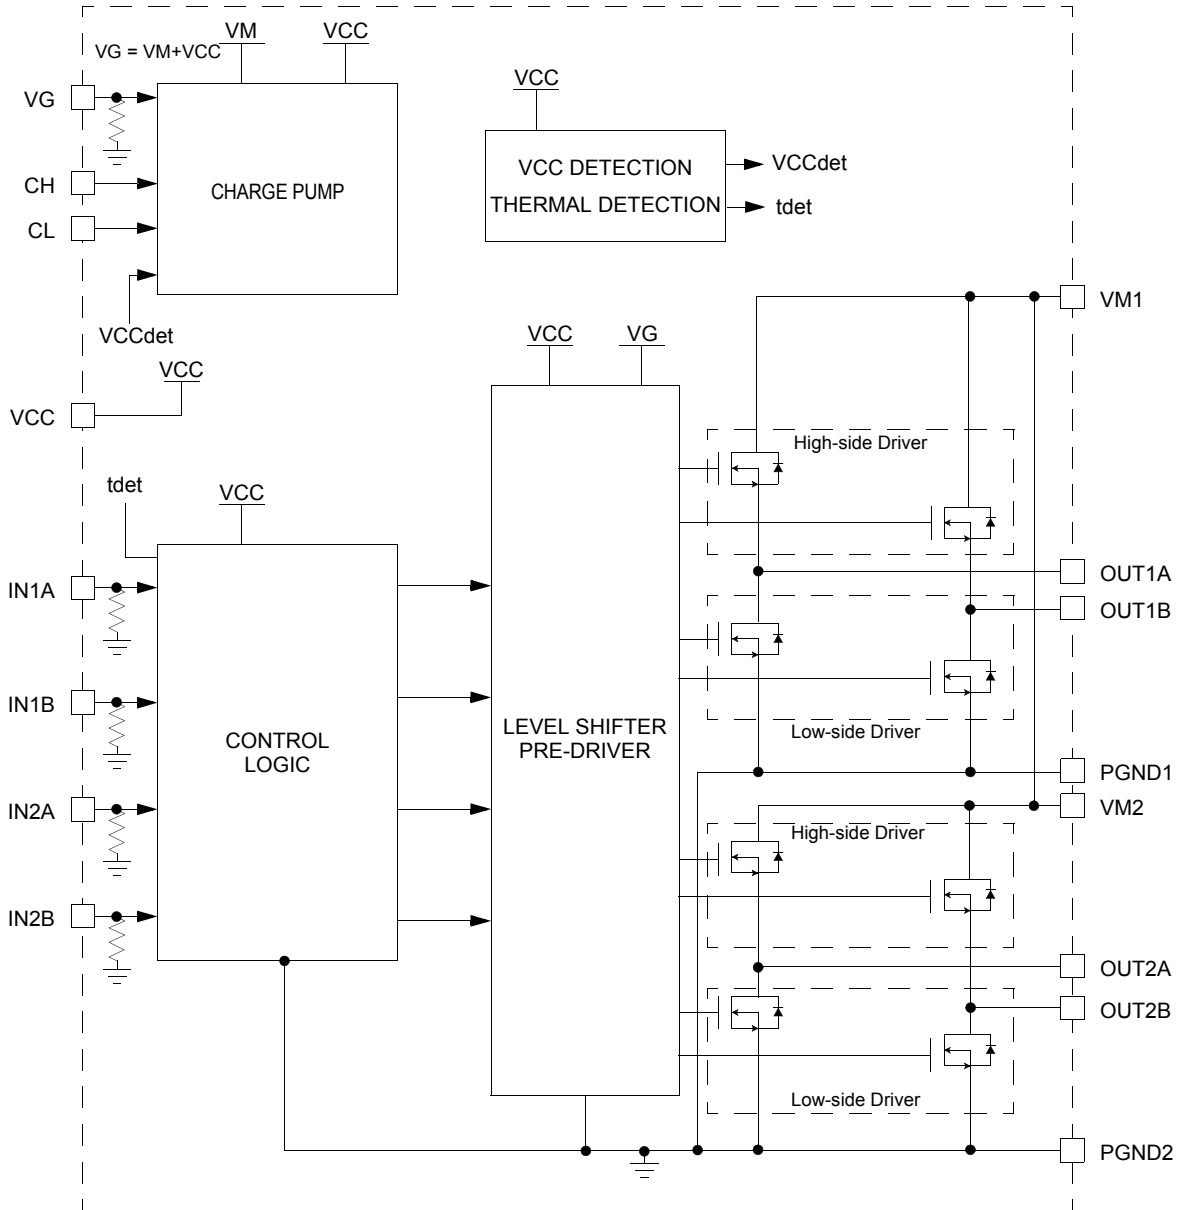 VM
VCC
VG = VM+VCC
VG
CH
CL
CHARGE PUMP
VCCdet
VCC
VCC DETECTION
THERMAL DETECTION
VCCdet
tdet
VM1
VCC
VCC
VCC
VG
tdet
VCC
IN1A
IN1B
IN2A
IN2B
CONTROL
LOGIC
LEVEL SHIFTER
PRE-DRIVER
High-side Driver
OUT1A
OUT1B
Low-side Driver
PGND1
VM2
High-side Driver
OUT2A
OUT2B
Low-side Driver
PGND2